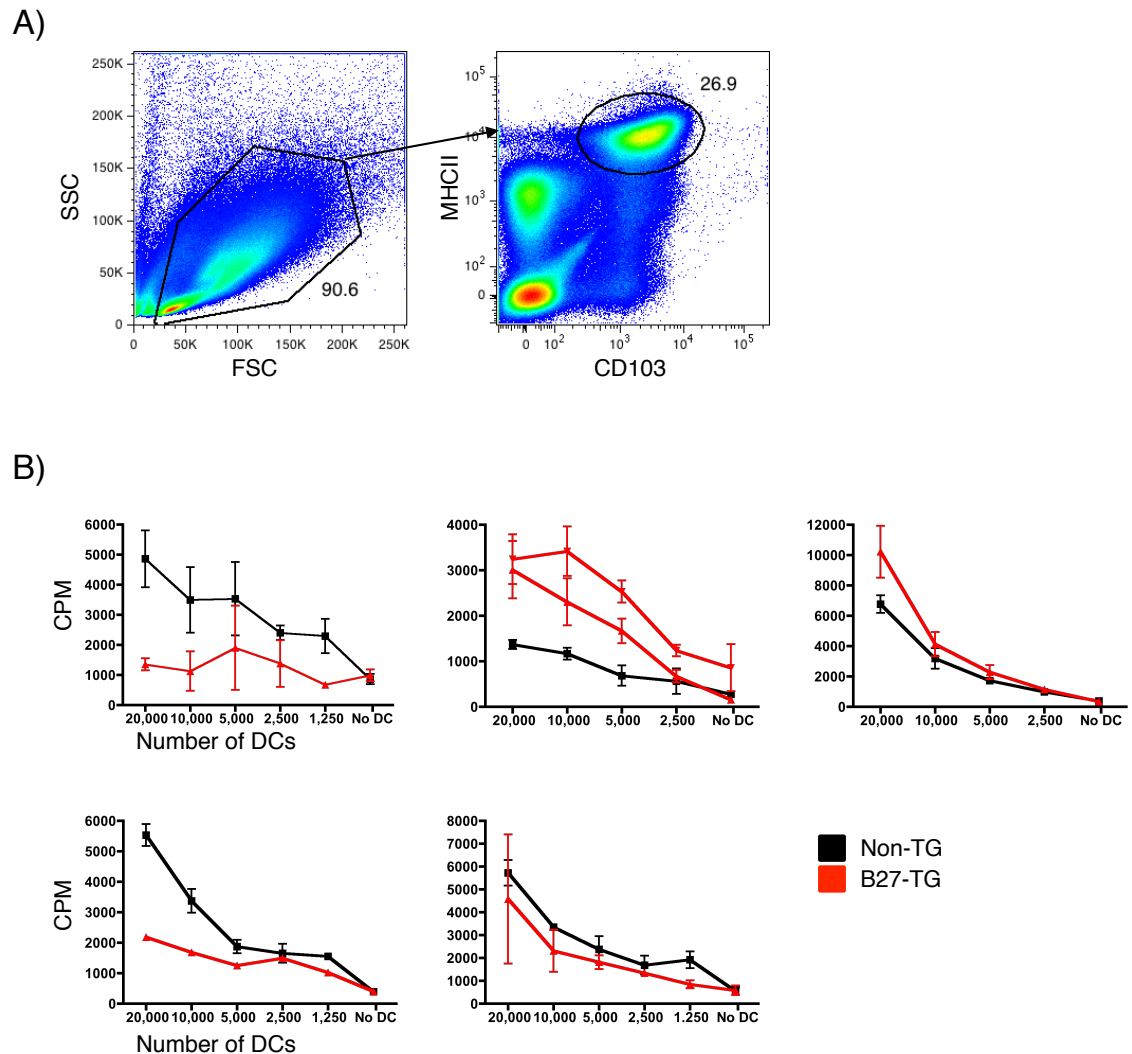 A)
250K
200K
150K
100K
50K
0
SSC
90.6
0 50K 100K 150K 200K 250K
FSC
26.9
10^5
10^4
10^3
10^2
0
MHCII
0 10^2 10^3 10^4 10^5
CD103
B)
6000
5000
4000
3000
2000
1000
0
CPM
20,000 10,000 5,000 2,500 1,250 No DC
Number of DCs
4000
3000
2000
1000
0
20,000 10,000 5,000 2,500 No DC
12000
10000
8000
6000
4000
2000
0
20,000 10,000 5,000 2,500 No DC
6000
5000
4000
3000
2000
1000
0
CPM
20,000 10,000 5,000 2,500 1,250 No DC
Number of DCs
8000
7000
6000
5000
4000
3000
2000
1000
0
20,000 10,000 5,000 2,500 1.250 No DC
Non-TG
B27-TG